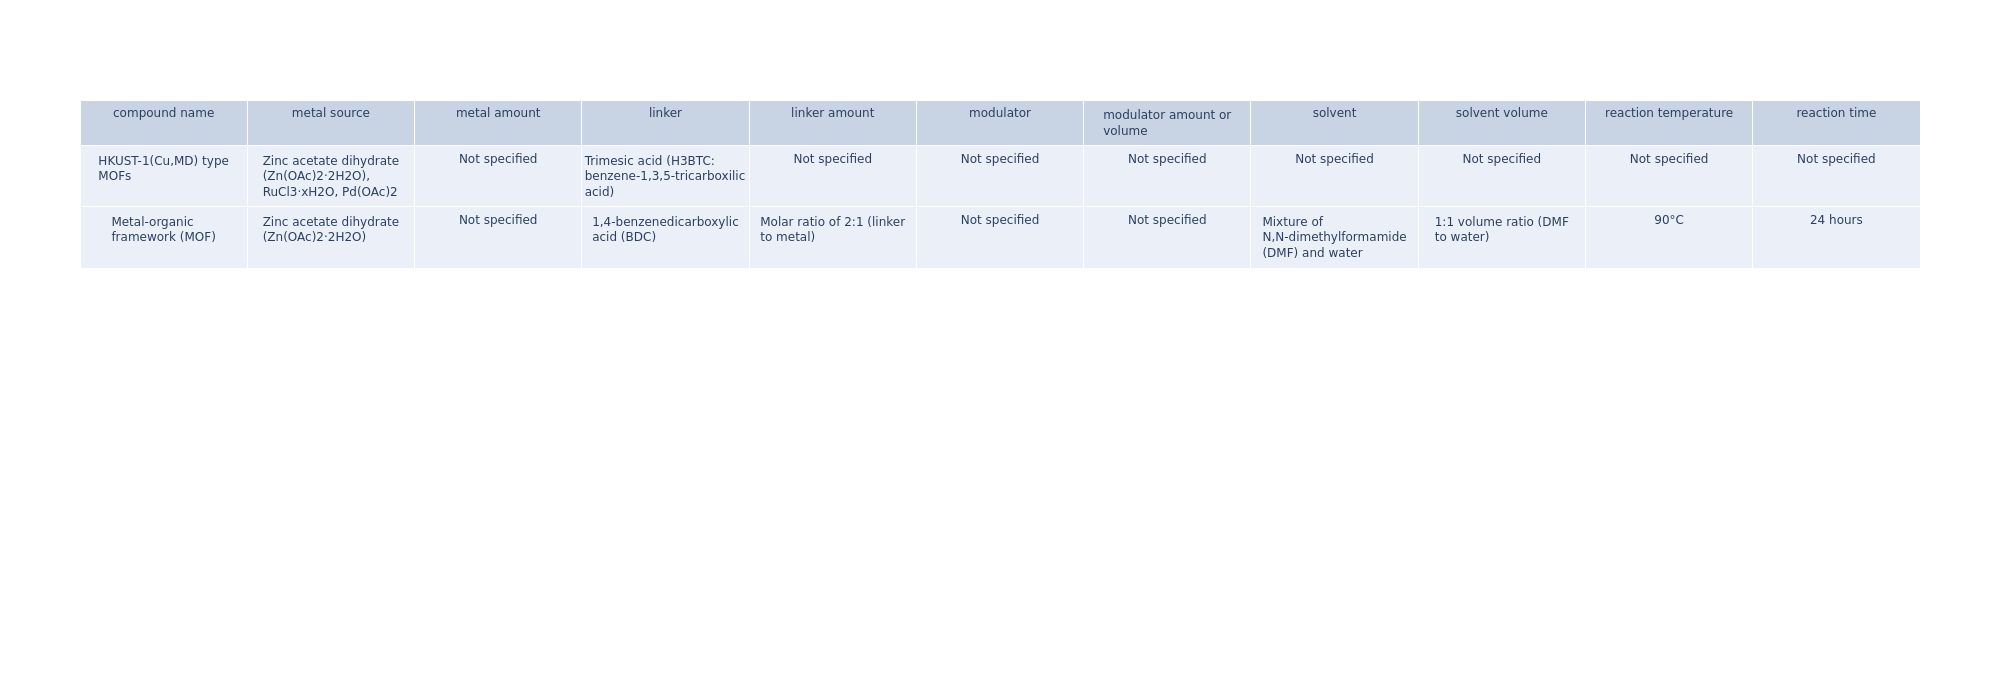 compound name
metal source
metal amount
linker
linker amount
modulator
modulator amount or
volume
solvent
solvent volume
reaction temperature
reaction time
HKUST-1(Cu,MD) type
MOFs
Zinc acetate dihydrate
(Zn(OAc)2·2H2O),
RuCl3·xH2O, Pd(OAc)2
Not specified
Trimesic acid (H3BTC:
benzene-1,3,5-tricarboxilic
acid)
Not specified
Not specified
Not specified
Not specified
Not specified
Not specified
Not specified
Metal-organic
framework (MOF)
Zinc acetate dihydrate
(Zn(OAc)2·2H2O)
Not specified
1,4-benzenedicarboxylic
acid (BDC)
Molar ratio of 2:1 (linker
to metal)
Not specified
Not specified
Mixture of
N,N-dimethylformamide
(DMF) and water
1:1 volume ratio (DMF
to water)
90°C
24 hours